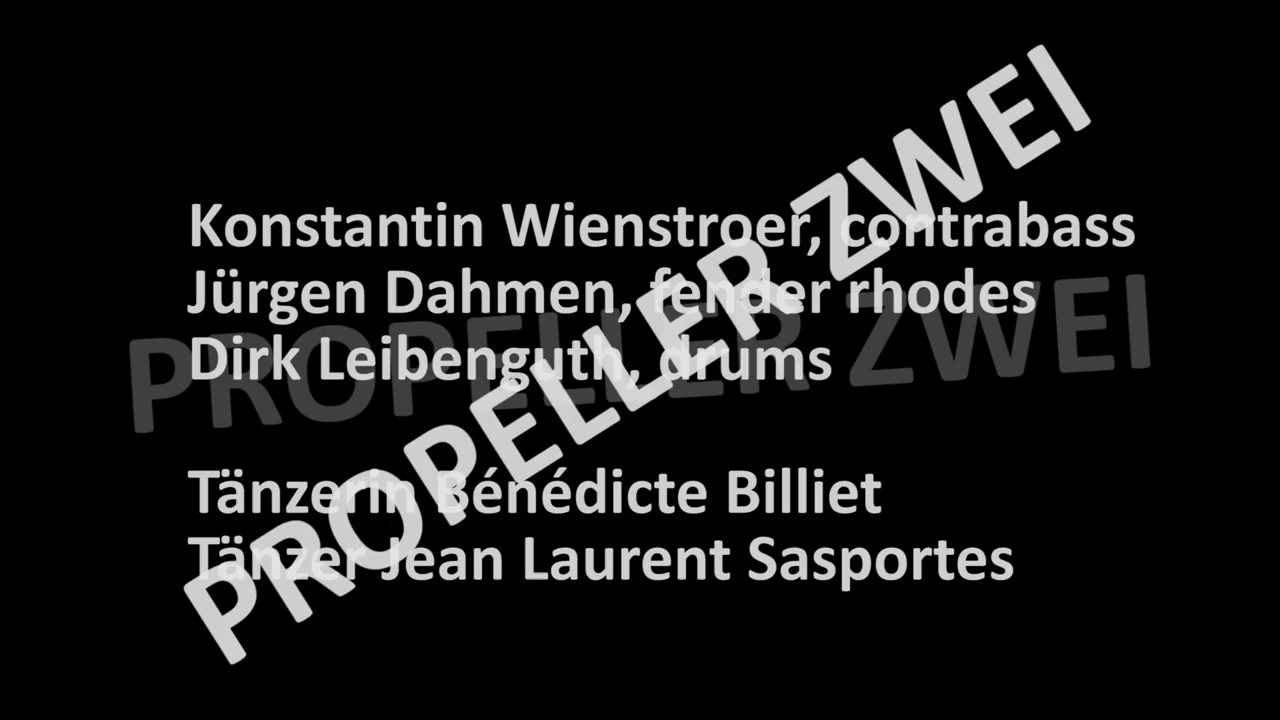 Konstantin Wienstroer, contrabass
Jürgen Dahmen, fender rhodes
Dirk Leibenguth, drums
Tänzerin Bénédicte Billiet
Tänzer Jean Laurent Sasportes
PROPELLER ZWEI
PROPELLER ZWEI